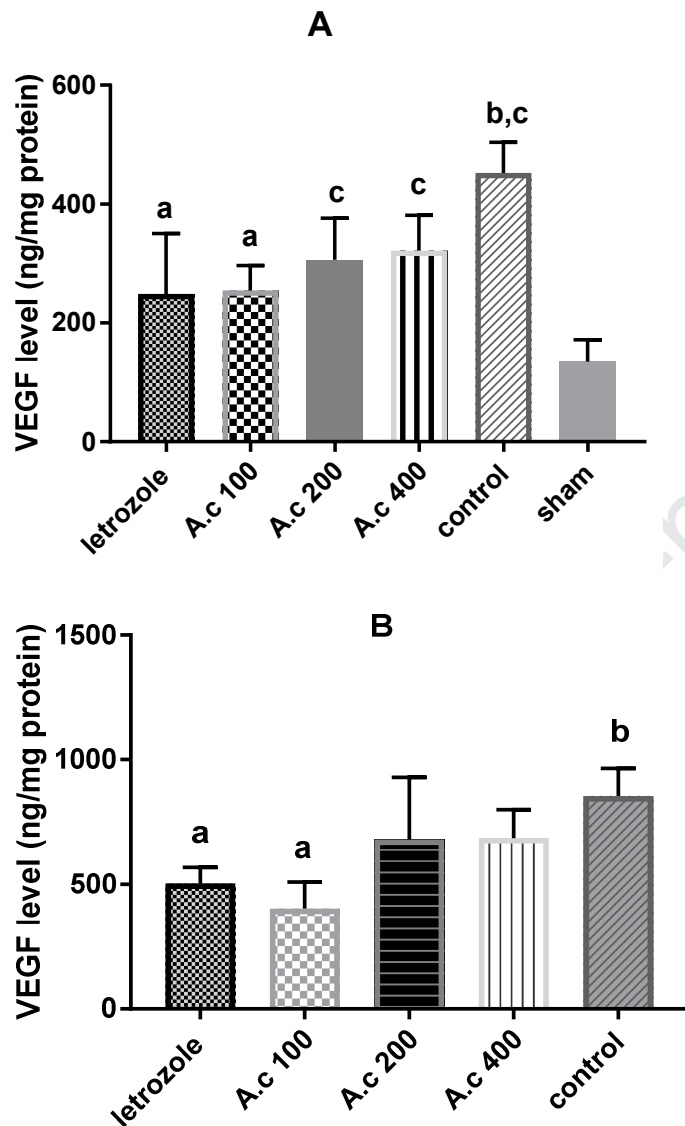 A
VEGF level (ng/mg protein)
600
400
200
0
a
a
c
c
b,c
letrozole
A.c 100
A.c 200
A.c 400
control
sham
B
VEGF level (ng/mg protein)
1500
1000
500
0
a
a
b
letrozole
A.c 100
A.c 200
A.c 400
control